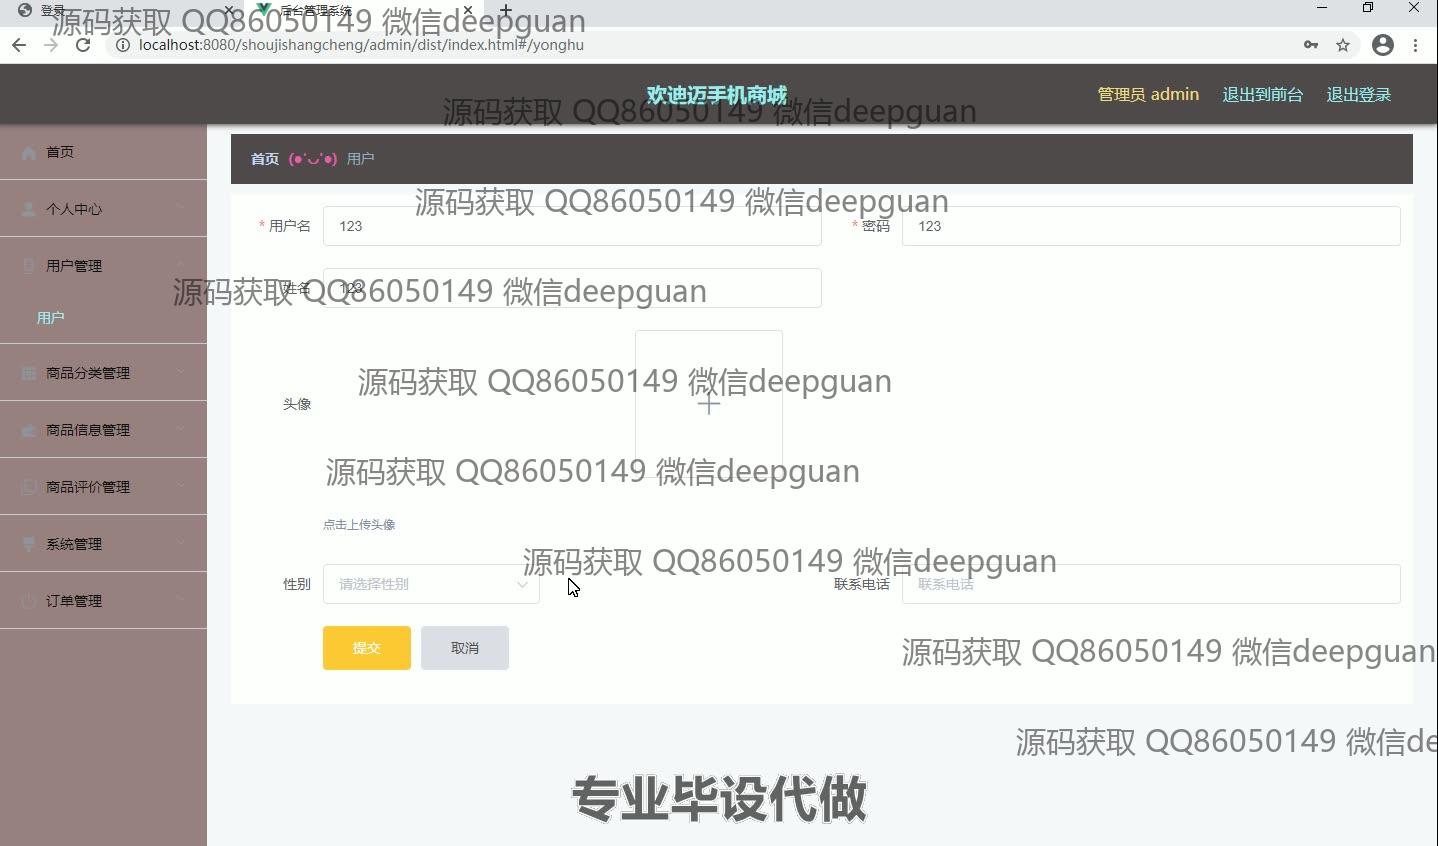 登录
后台管理系统
源码获取 QQ86050149 微信deepguan
localhost:8080/shoujishangcheng/admin/dist/index.html#/yonghu
欢迪迈手机商城
管理员 admin
退出到前台
退出登录
源码获取 QQ86050149 微信deepguan
首页
首页 (●'◡'●) 用户
个人中心
源码获取 QQ86050149 微信deepguan
* 用户名 123
* 密码 123
用户管理
姓名 123
源码获取 QQ86050149 微信deepguan
用户
商品分类管理
源码获取 QQ86050149 微信deepguan
头像
商品信息管理
源码获取 QQ86050149 微信deepguan
商品评价管理
点击上传头像
系统管理
源码获取 QQ86050149 微信deepguan
性别 请选择性别
联系电话 联系电话
订单管理
提交
取消
源码获取 QQ86050149 微信deepguan
源码获取 QQ86050149 微信de
专业毕设代做